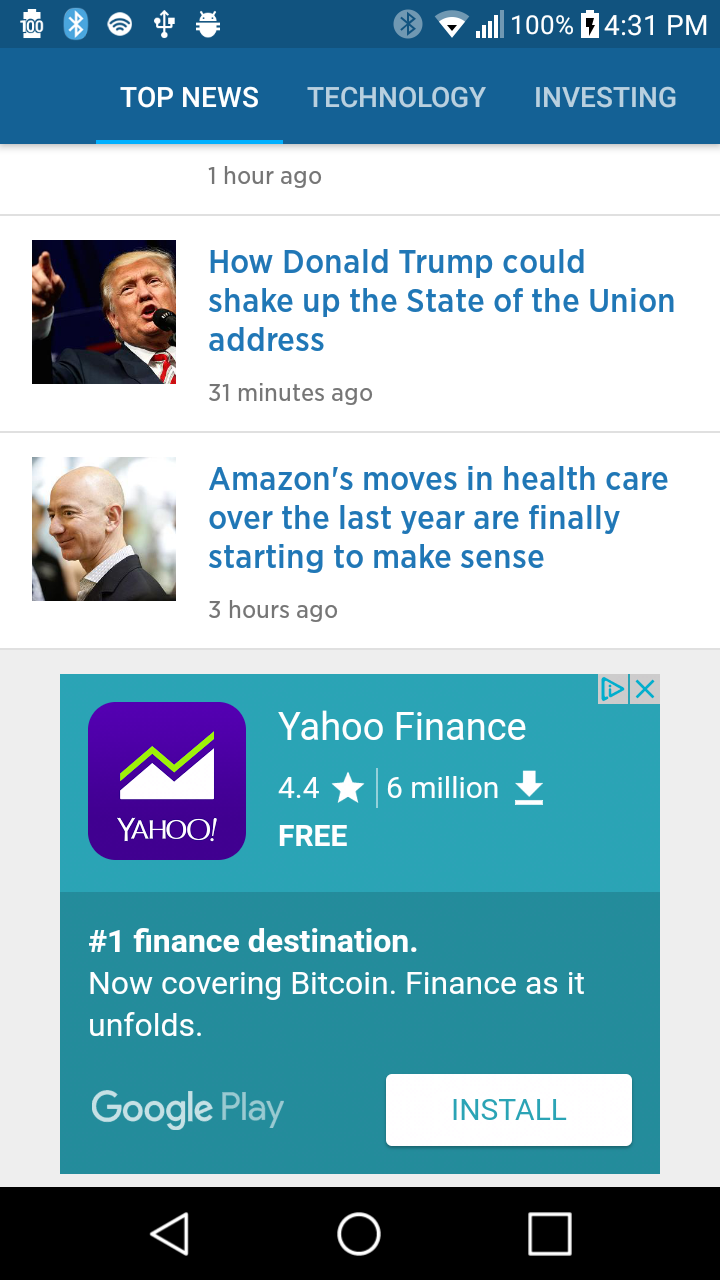 100
100% 4:31 PM
TOP NEWS TECHNOLOGY INVESTING
1 hour ago
How Donald Trump could
shake up the State of the Union
address
31 minutes ago
Amazon's moves in health care
over the last year are finally
starting to make sense
3 hours ago
YAHOO!
Yahoo Finance
4.4 6 million
FREE
#1 finance destination.
Now covering Bitcoin. Finance as it
unfolds.
Google Play
INSTALL